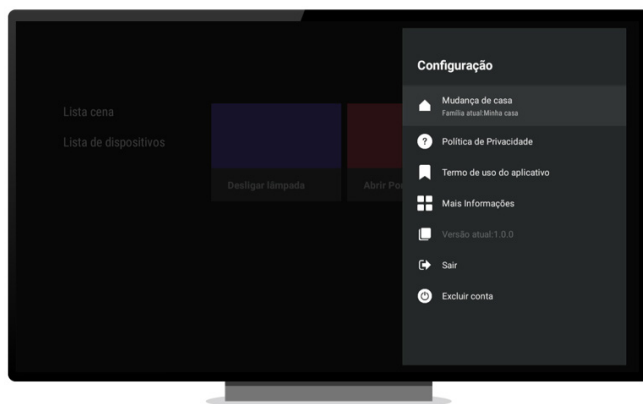 Lista cena
Lista de dispositivos
Desligar lâmpada
Abrir
Configuração
Mudança de casa
Família atual:Minha casa
Política de Privacidade
Termo de uso do aplicativo
Mais Informações
Versão atual:1.0.0
Sair
Excluir conta